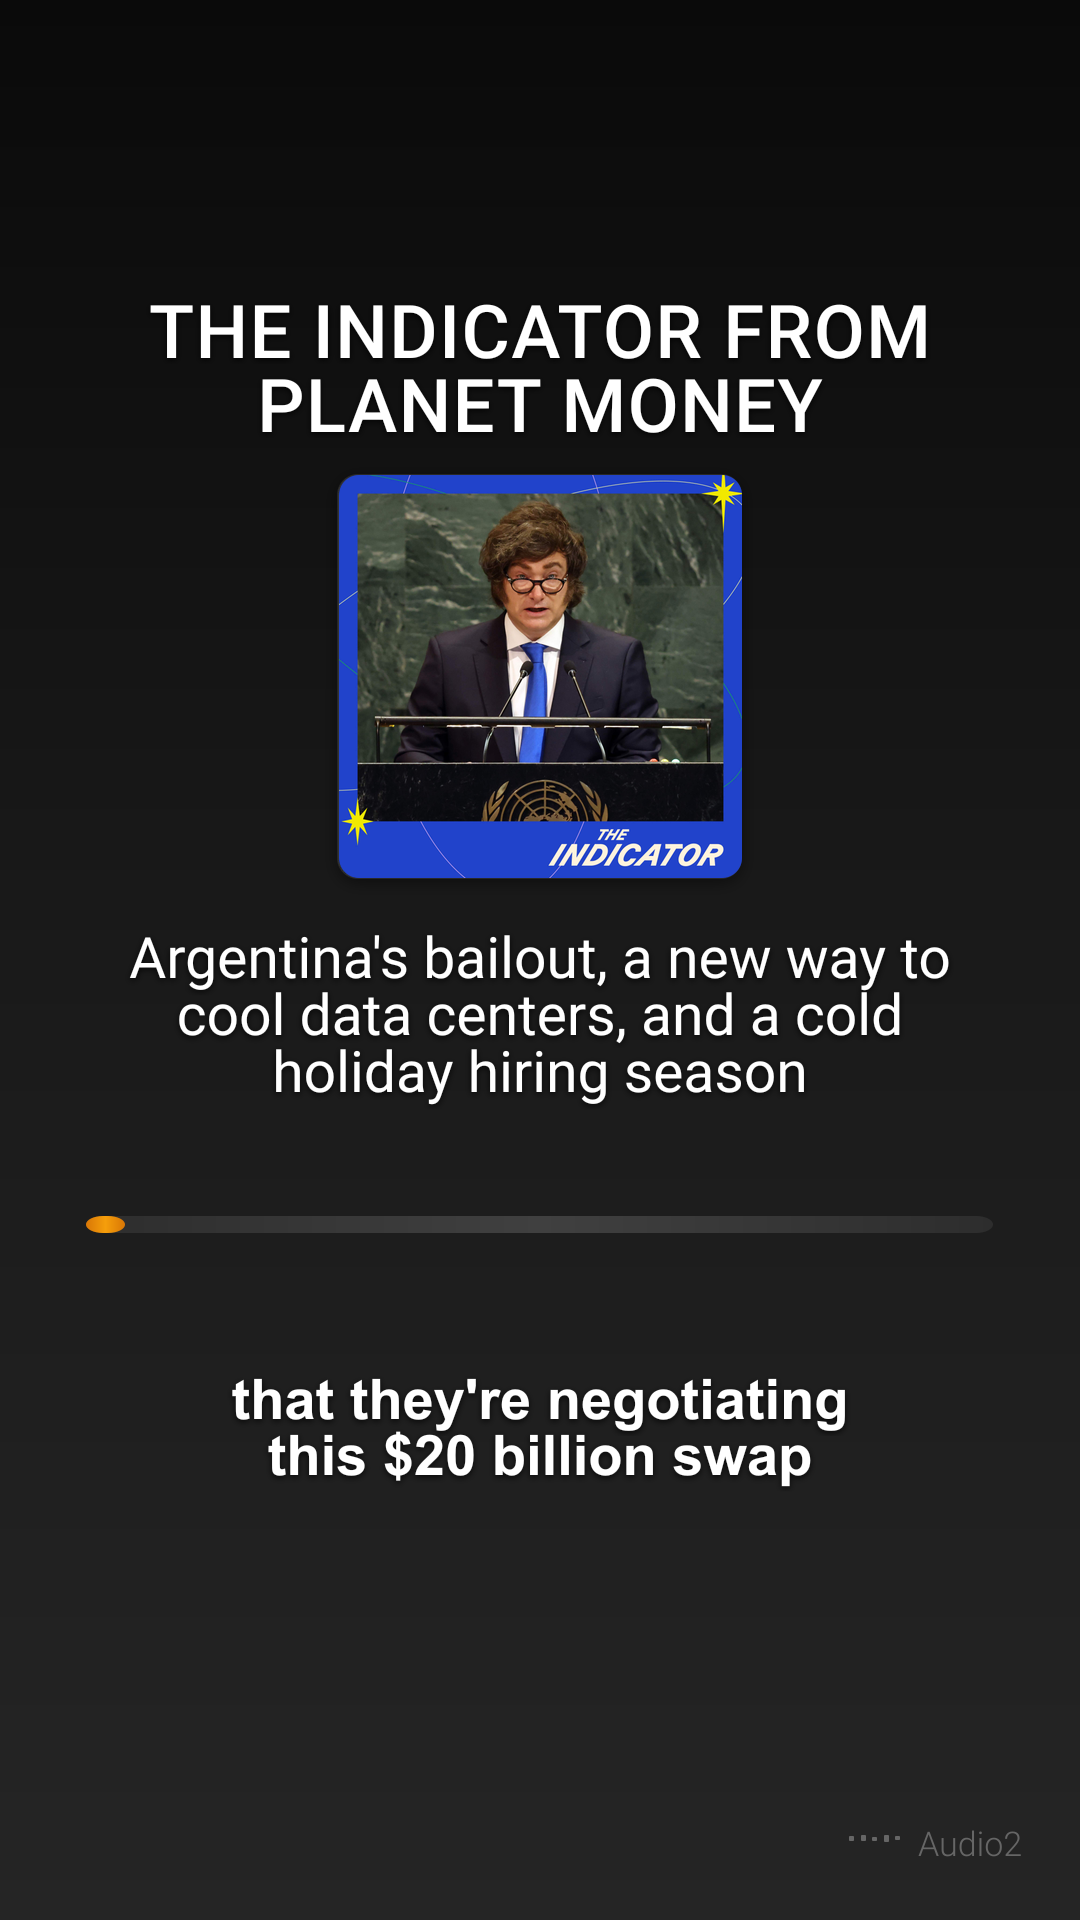 THE INDICATOR FROM
PLANET MONEY
THE
INDICATOR
Argentina's bailout, a new way to
cool data centers, and a cold
holiday hiring season
that they're negotiating
this $20 billion swap
Audio2